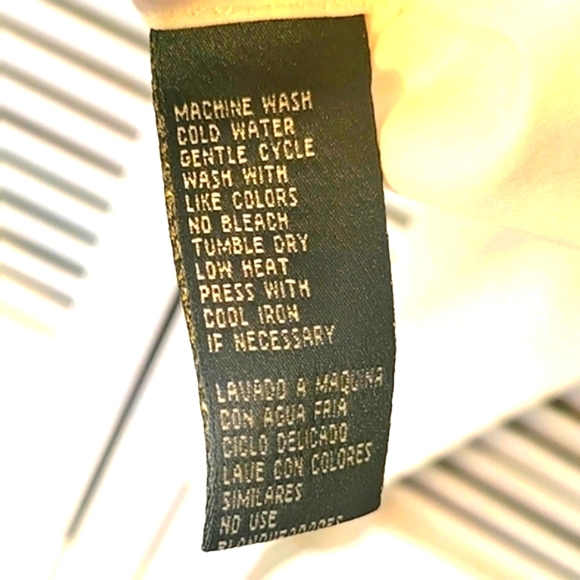 MACHINE WASH
COLD WATER
GENTLE CYCLE
WASH WITH
LIKE COLORS
NO BLEACH
TUMBLE DRY
LOW HEAT
PRESS WITH
COOL IRON
IF NECESSARY
LAVADO A MAQUINA
CON AGUA FRIA
CICLO DELICADO
LAVE CON COLORES
SIMILARES
NO USE